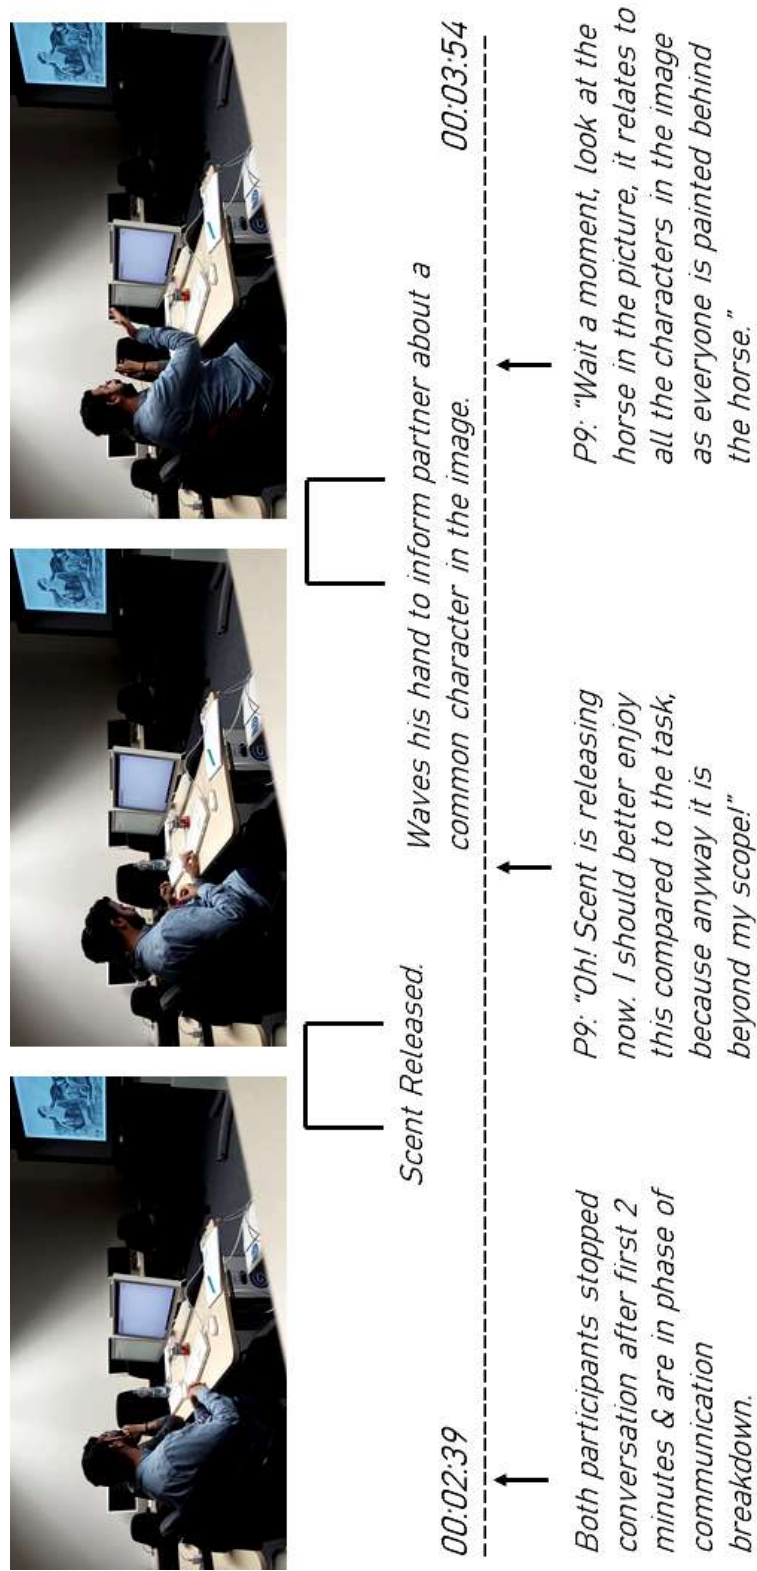 Scent Released.
Waves his hand to inform partner about a
common character in the image.
00:02:39
00:03:54
Both participants stopped
conversation after first 2
minutes & are in phase of
communication
breakdown.
P9: “Oh! Scent is releasing
now. I should better enjoy
this compared to the task,
because anyway it is
beyond my scope!”
P9: “Wait a moment, look at the
horse in the picture, it relates to
all the characters in the image
as everyone is painted behind
the horse.”